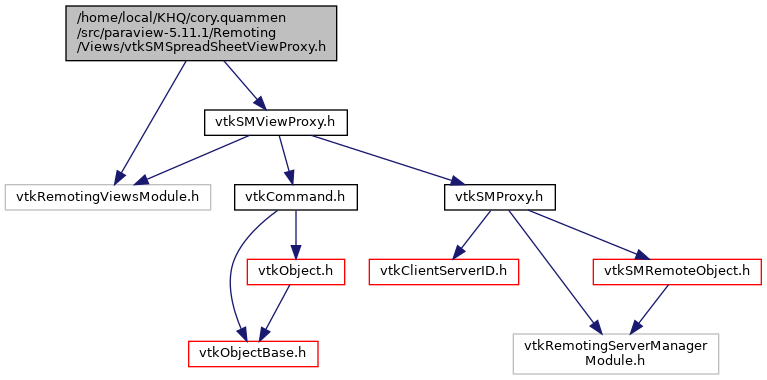 /home/local/KHQ/cory.quammen
/src/paraview-5.11.1/Remoting
/Views/vtkSMSpreadSheetViewProxy.h
vtkSMViewProxy.h
vtkRemotingViewsModule.h
vtkCommand.h
vtkSMProxy.h
vtkObject.h
vtkClientServerID.h
vtkSMRemoteObject.h
vtkObjectBase.h
vtkRemotingServerManager
Module.h